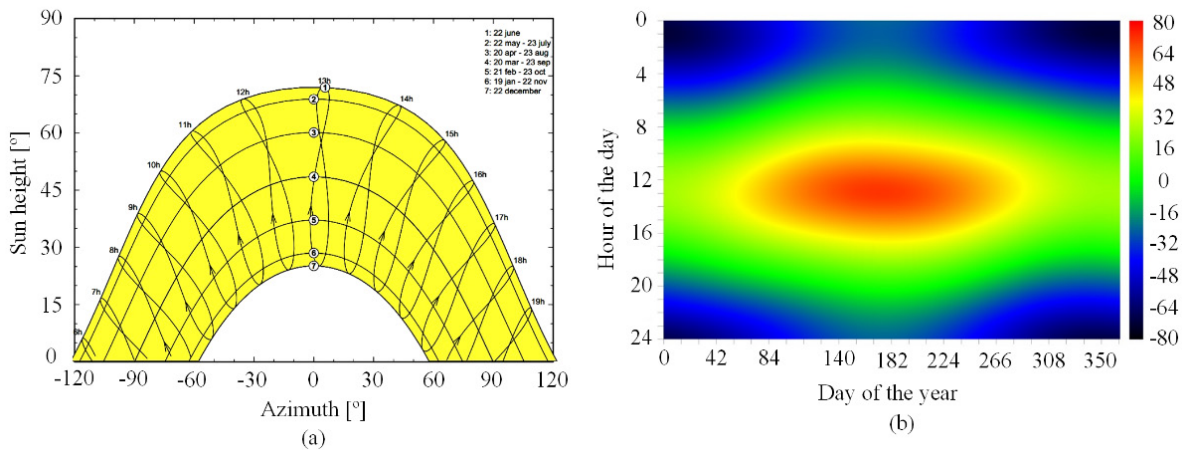 90
75
60
45
30
15
0
Sun height [º]
1: 22 june
2: 22 may - 23 july
3: 20 apr - 23 aug
4: 20 mar - 23 sep
5: 21 feb - 23 oct
6: 19 jan - 22 nov
7: 22 december
6h
7h
8h
9h
10h
11h
12h
13h
14h
15h
16h
17h
18h
19h
1
2
3
4
5
6
7
-120 -90 -60 -30 0 30 60 90 120
Azimuth [º]
(a)
Hour of the day
0
4
8
12
16
20
24
0 42 84 140 182 224 266 308 350
Day of the year
(b)
80
64
48
32
16
0
-16
-32
-48
-64
-80